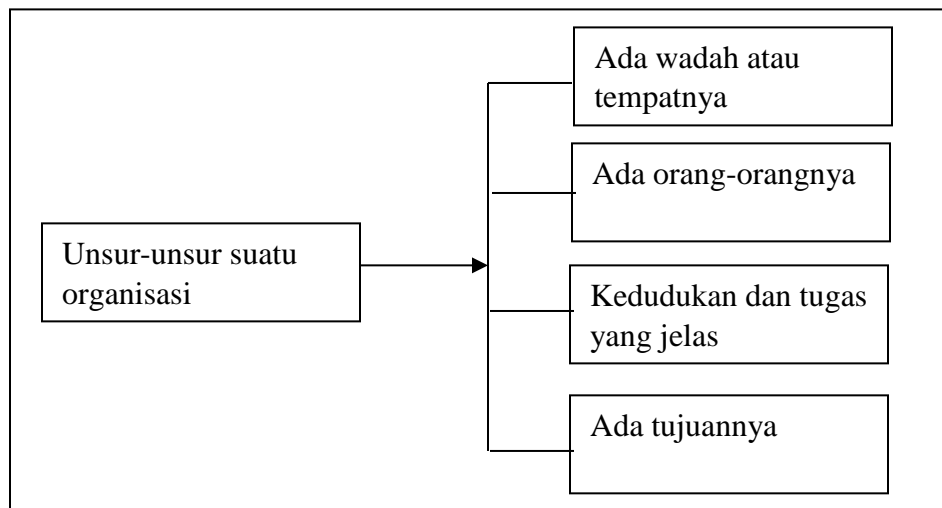 Unsur-unsur suatu
organisasi
Ada wadah atau
tempatnya
Ada orang-orangnya
Kedudukan dan tugas
yang jelas
Ada tujuannya